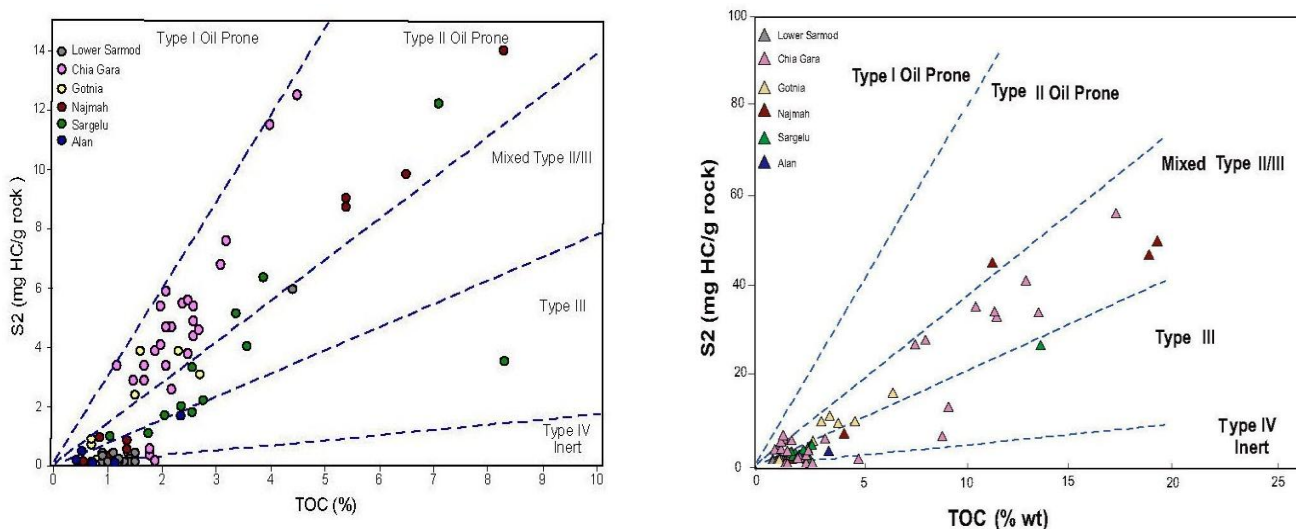 Type I Oil Prone
Type II Oil Prone
Mixed Type II/III
Type III
Type IV
Inert
Lower Sarmod
Chia Gara
Gotnia
Najmah
Sargelu
Alan
S2 (mg HC/g rock)
14
12
10
8
6
4
2
0
0
1
2
3
4
5
6
7
8
9
10
TOC (%)
Lower Sarmod
Chia Gara
Gotnia
Najmah
Sargelu
Alan
Type I Oil Prone
Type II Oil Prone
Mixed Type II/III
Type III
Type IV
Inert
S2 (mg HC/g rock)
100
80
60
40
20
0
0
5
10
15
20
25
TOC (% wt)